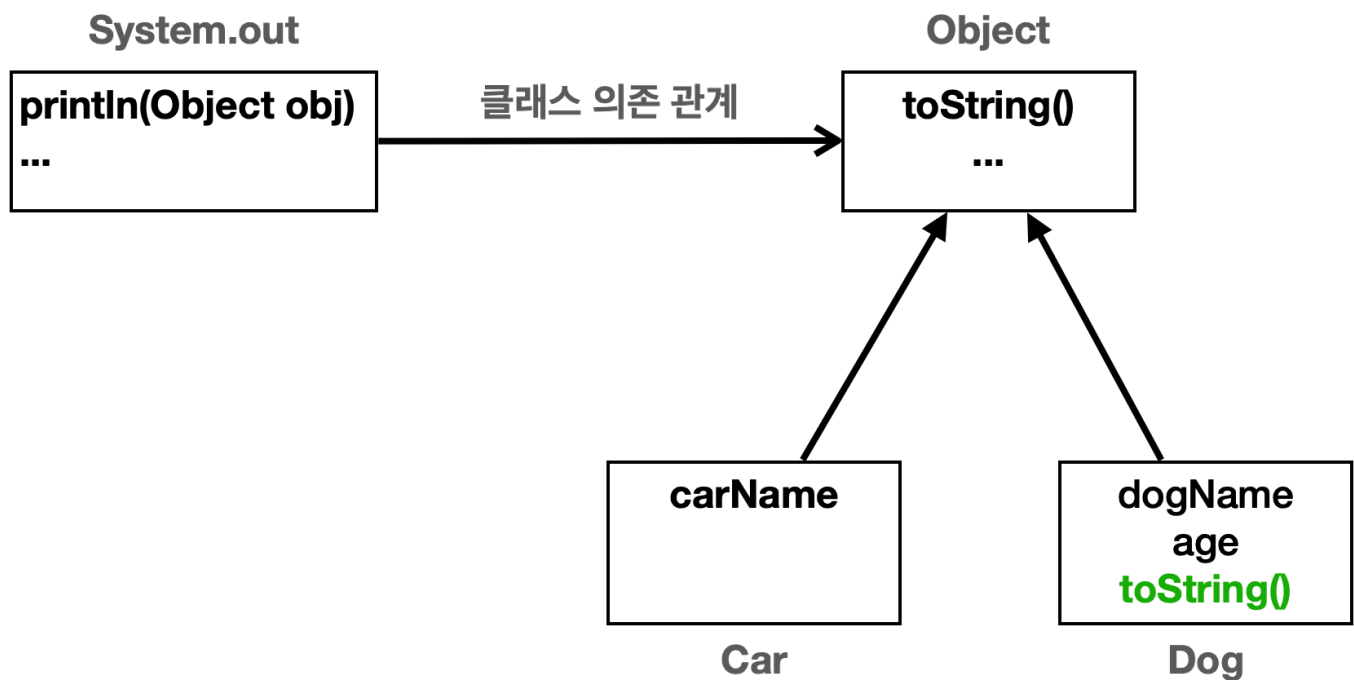 System.out
println(Object obj)
...
클래스 의존 관계
Object
toString()
...
carName
Car
dogName
age
toString()
Dog